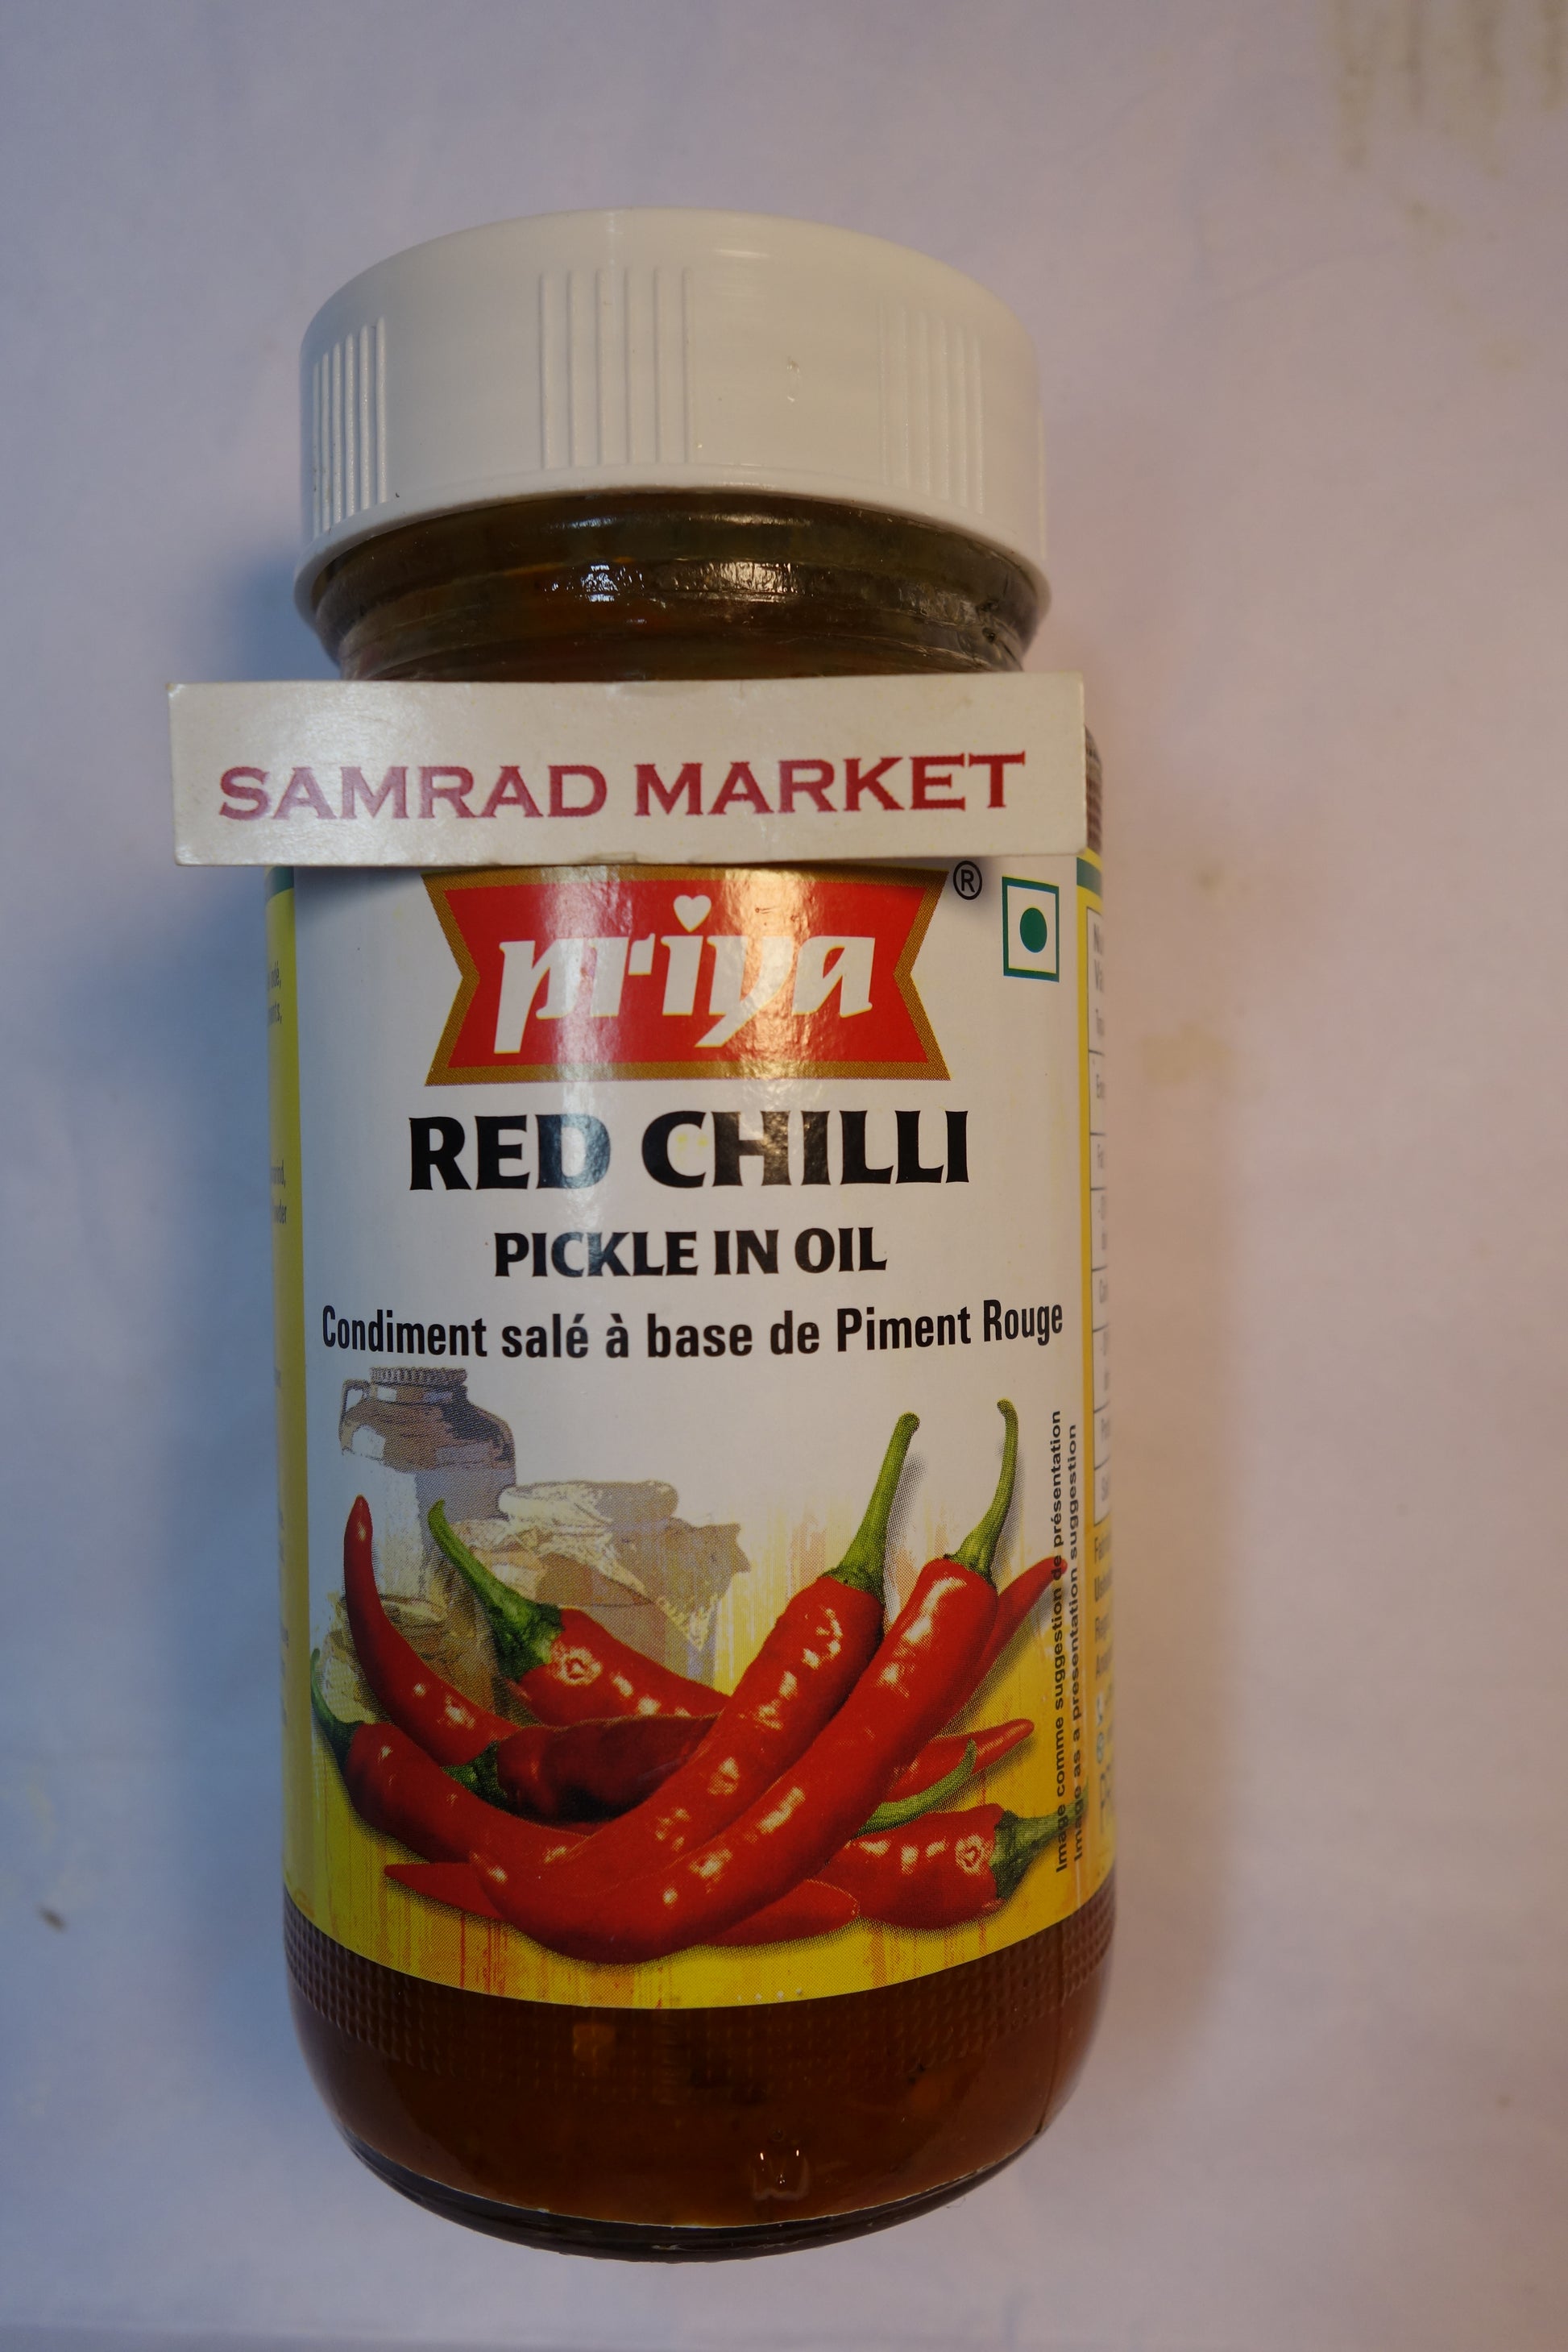 SAMRAD MARKET
priya ®
RED CHILLI
PICKLE IN OIL
Condiment salé à base de Piment Rouge
Image comme suggestion de présentation
Image as a presentation suggestion